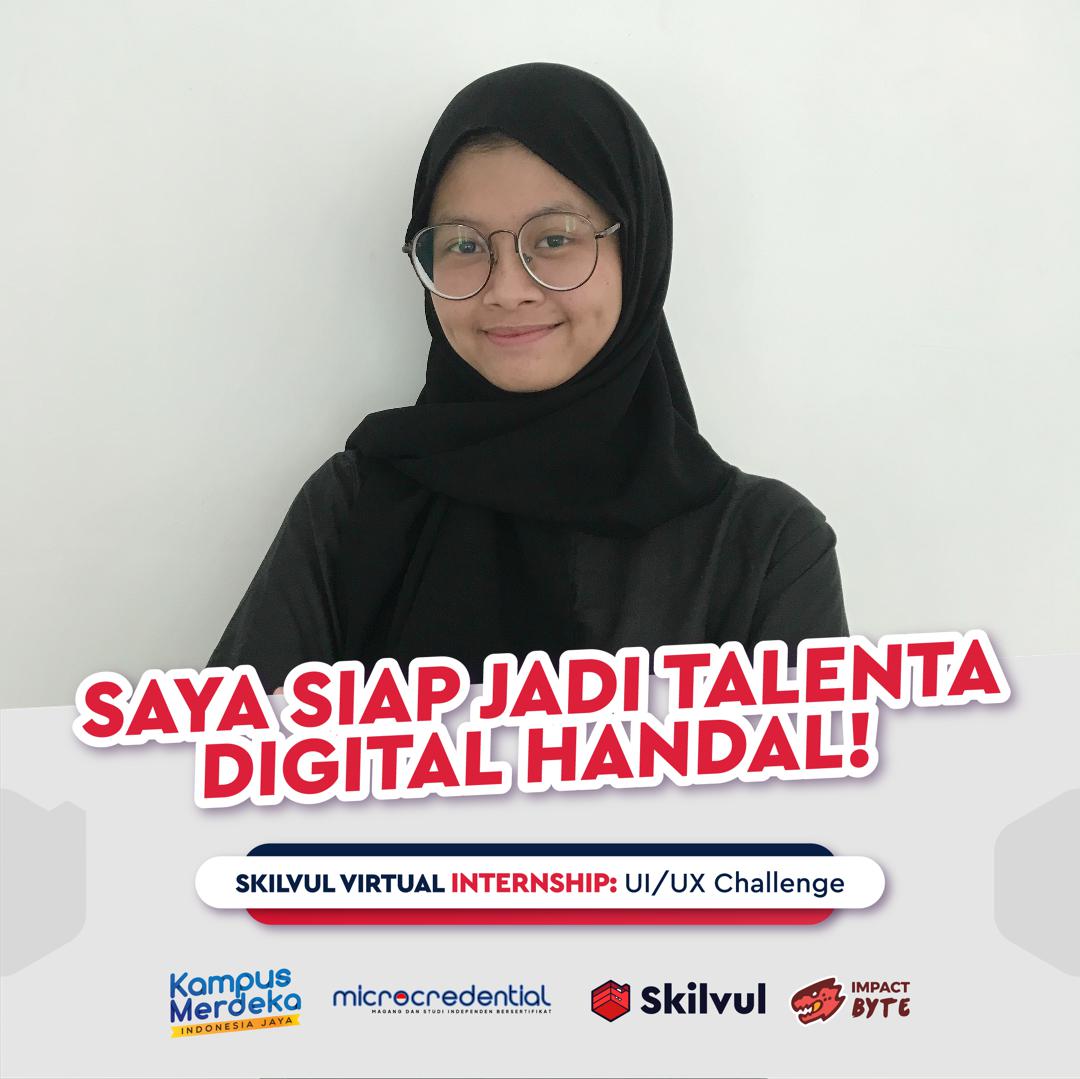 SAYA SIAP JADI TALENTA
DIGITAL HANDAL!
SKILVUL VIRTUAL INTERNSHIP: UI/UX Challenge
Kampus
Merdeka
INDONESIA JAYA
microcredential
MAGANG DAN STUDI INDEPENDEN BERSERTIFIKAT
Skilvul
IMPACT
BYTE